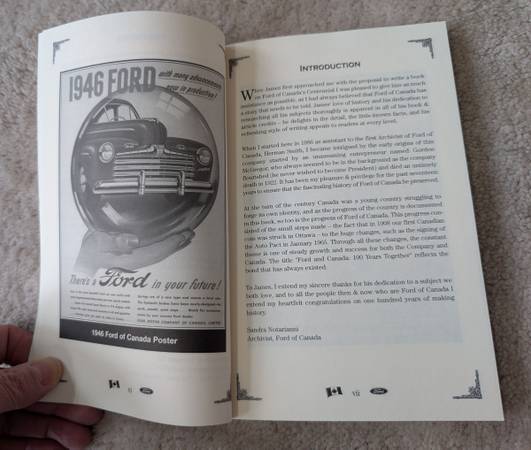 1946 FORD
with many advancements
now in production!
There's a Ford in your future!
FORD MOTOR COMPANY OF CANADA, LIMITED
1946 Ford of Canada Poster
vi
Ford
INTRODUCTION
When James first approached me with the proposal to write a book
on Ford of Canada's Centennial I was pleased to give him as much
assistance as possible, as I had always believed that Ford of Canada has
a story that needs to be told. James' love of history and his dedication to
researching all his subjects thoroughly is apparent in all of his book &
article credits – he delights in the detail, the little-known facts, and his
refreshing style of writing appeals to readers at every level.
When I started here in 1986 as assistant to the first Archivist of Ford of
Canada, Herman Smith, I became intrigued by the early origins of this
company started by an unassuming entrepreneur named Gordon
McGregor, who always seemed to be in the background as the company
flourished (he never wished to become President) and died an untimely
death in 1922. It has been my pleasure & privilege for the past seventeen
years to ensure that the fascinating history of Ford of Canada be preserved.
At the turn of the century Canada was a young country struggling to
forge its own identity, and as the progress of the country is documented
in this book, so too is the progress of Ford of Canada. This progress con-
sisted of the small steps made – the fact that in 1908 our first Canadian
coin was struck in Ottawa – to the huge changes, such as the signing of
the Auto Pact in January 1965. Through all these changes, the constant
theme is one of steady growth and success for both the Company and
Canada. The title "Ford and Canada: 100 Years Together" reflects the
bond that has always existed.
To James, I extend my sincere thanks for his dedication to a subject we
both love, and to all the people then & now who are Ford of Canada I
extend my heartfelt congratulations on one hundred years of making
history.
Sandra Notarianni
Archivist, Ford of Canada
vii
Ford